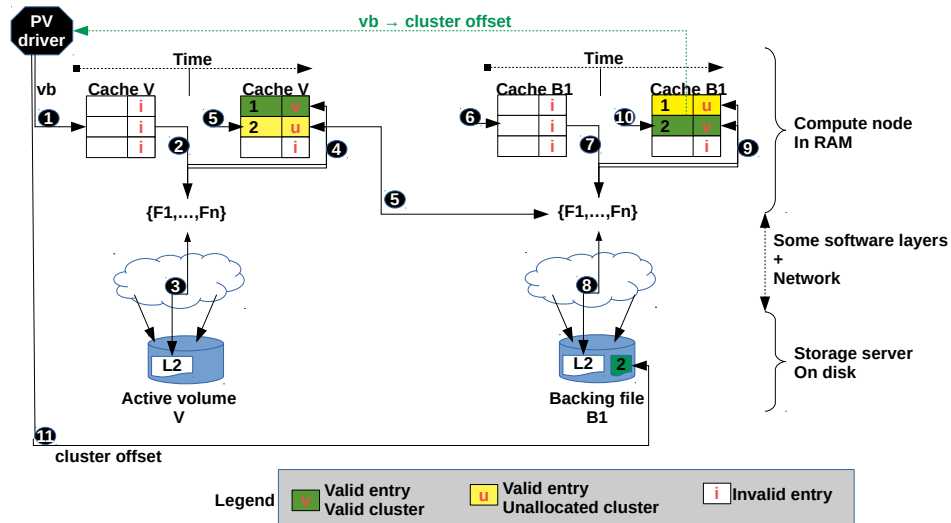 PV
driver
vb → cluster offset
Time
Time
vb
Cache V
Cache V
Cache B1
Cache B1
1
i
i
i
2
5
1 v
2 u
i
4
6
i
i
i
7
10
1 u
2 v
i
9
Compute node
In RAM
{F1,...,Fn}
5
{F1,...,Fn}
Some software layers
+
Network
3
8
L2
L2
2
Storage server
On disk
Active volume
V
Backing file
B1
11
cluster offset
Legend
v
Valid entry
Valid cluster
u
Valid entry
Unallocated cluster
i
Invalid entry